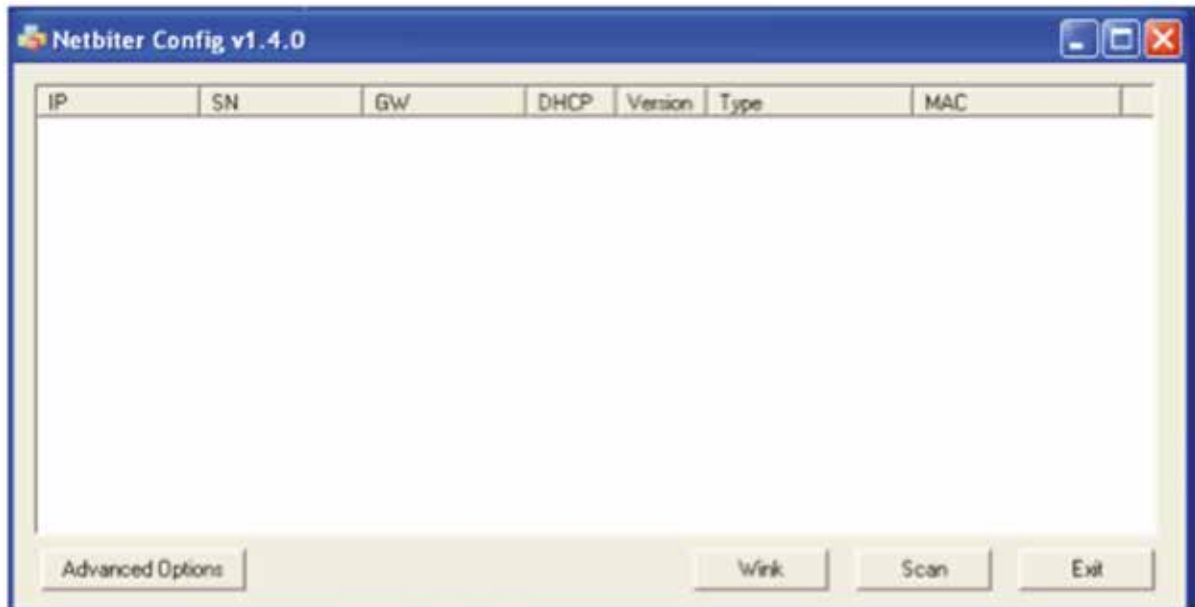 Netbiter Config v1.4.0
IP SN GW DHCP Version Type MAC
Advanced Options Wink Scan Exit